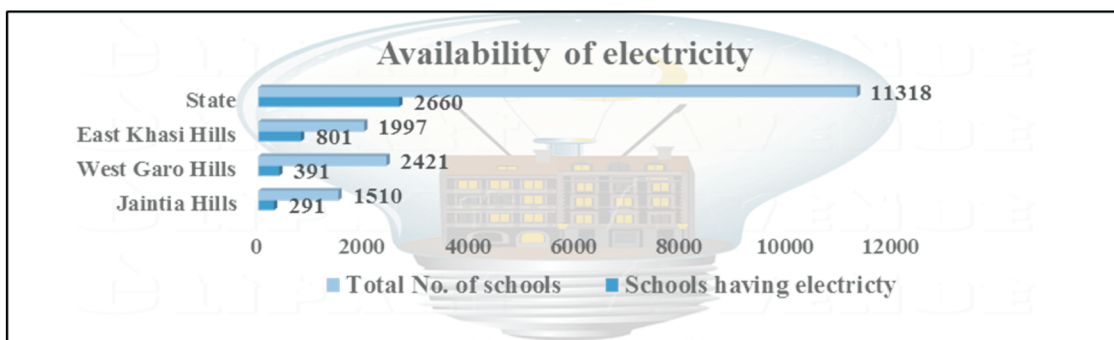 Availability of electricity
State 11318
2660
East Khasi Hills 1997
801
West Garo Hills 2421
391
Jaintia Hills 1510
291
0 2000 4000 6000 8000 10000 12000
Total No. of schools Schools having electricty